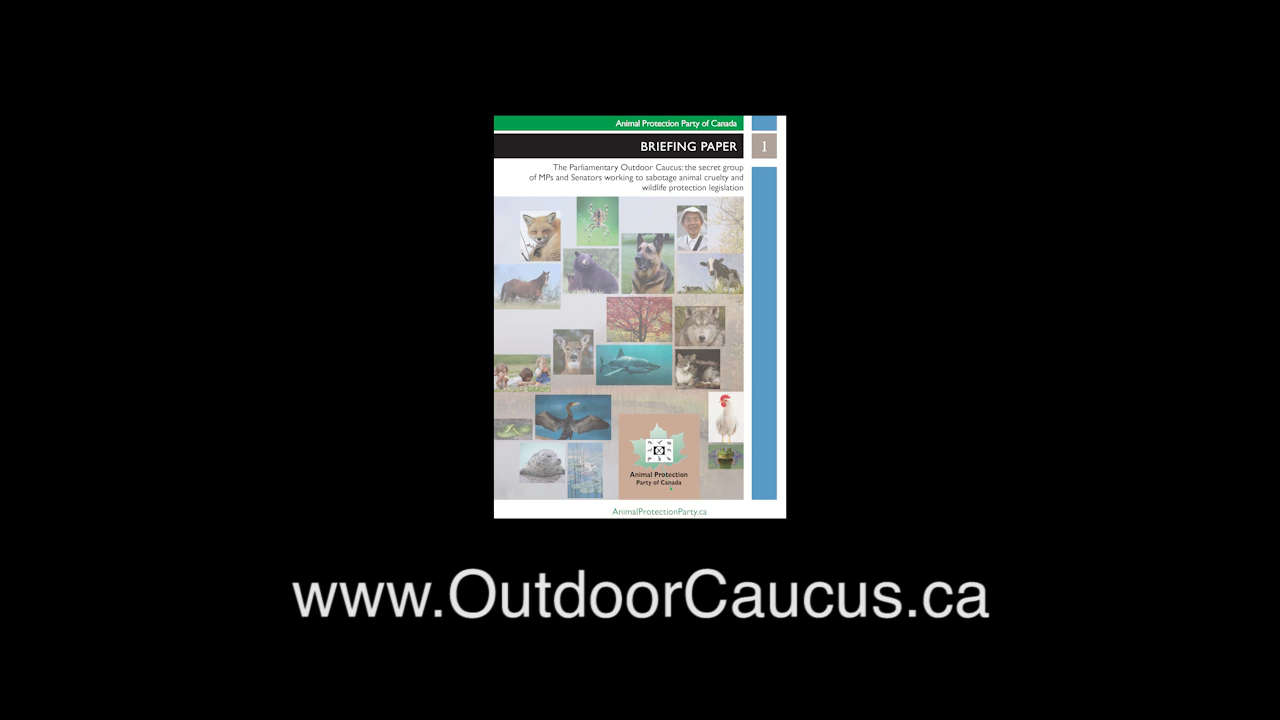 Animal Protection Party of Canada
BRIEFING PAPER
1
The Parliamentary Outdoor Caucus: the secret group
of MPs and Senators working to sabotage animal cruelty and
wildlife protection legislation
Animal Protection
Party of Canada
AnimalProtectionParty.ca
www.OutdoorCaucus.ca